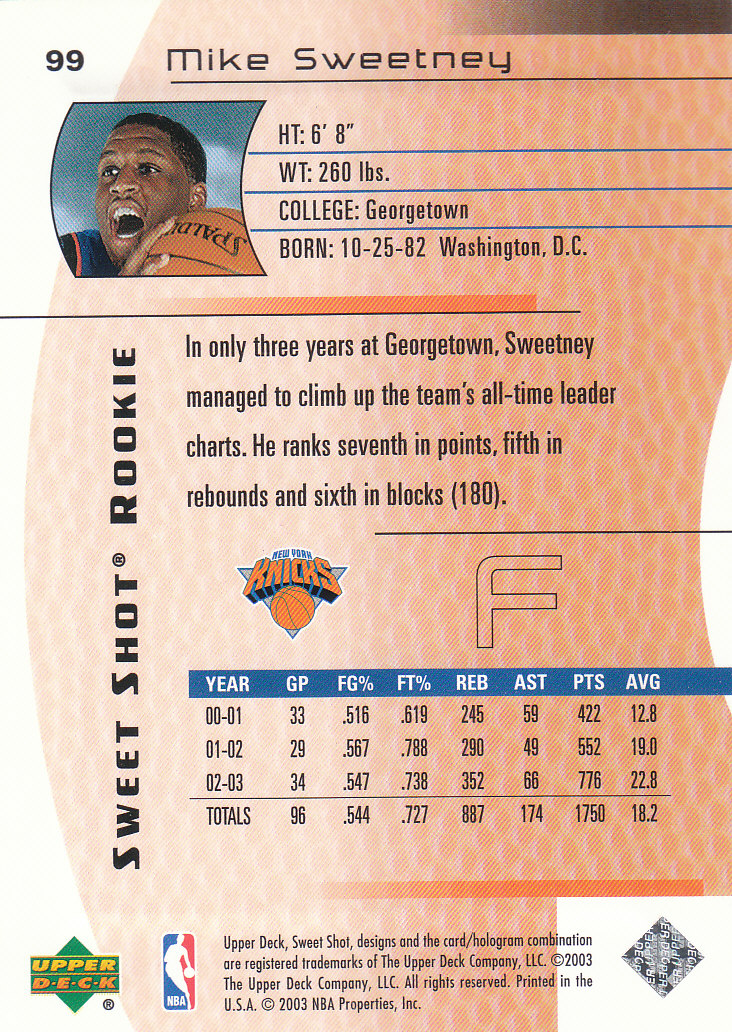 99 Mike Sweetney
HT: 6' 8"
WT: 260 lbs.
COLLEGE: Georgetown
BORN: 10-25-82 Washington, D.C.
SPALDING
SWEET SHOT® ROOKIE
In only three years at Georgetown, Sweetney
managed to climb up the team's all-time leader
charts. He ranks seventh in points, fifth in
rebounds and sixth in blocks (180).
NEW YORK
KNICKS
F
YEAR GP FG% FT% REB AST PTS AVG
00-01 33 .516 .619 245 59 422 12.8
01-02 29 .567 .788 290 49 552 19.0
02-03 34 .547 .738 352 66 776 22.8
TOTALS 96 .544 .727 887 174 1750 18.2
UPPER
D·E·C·K
®
NBA
Upper Deck, Sweet Shot, designs and the card/hologram combination
are registered trademarks of The Upper Deck Company, LLC. ©2003
The Upper Deck Company, LLC. All rights reserved. Printed in the
U.S.A. © 2003 NBA Properties, Inc.